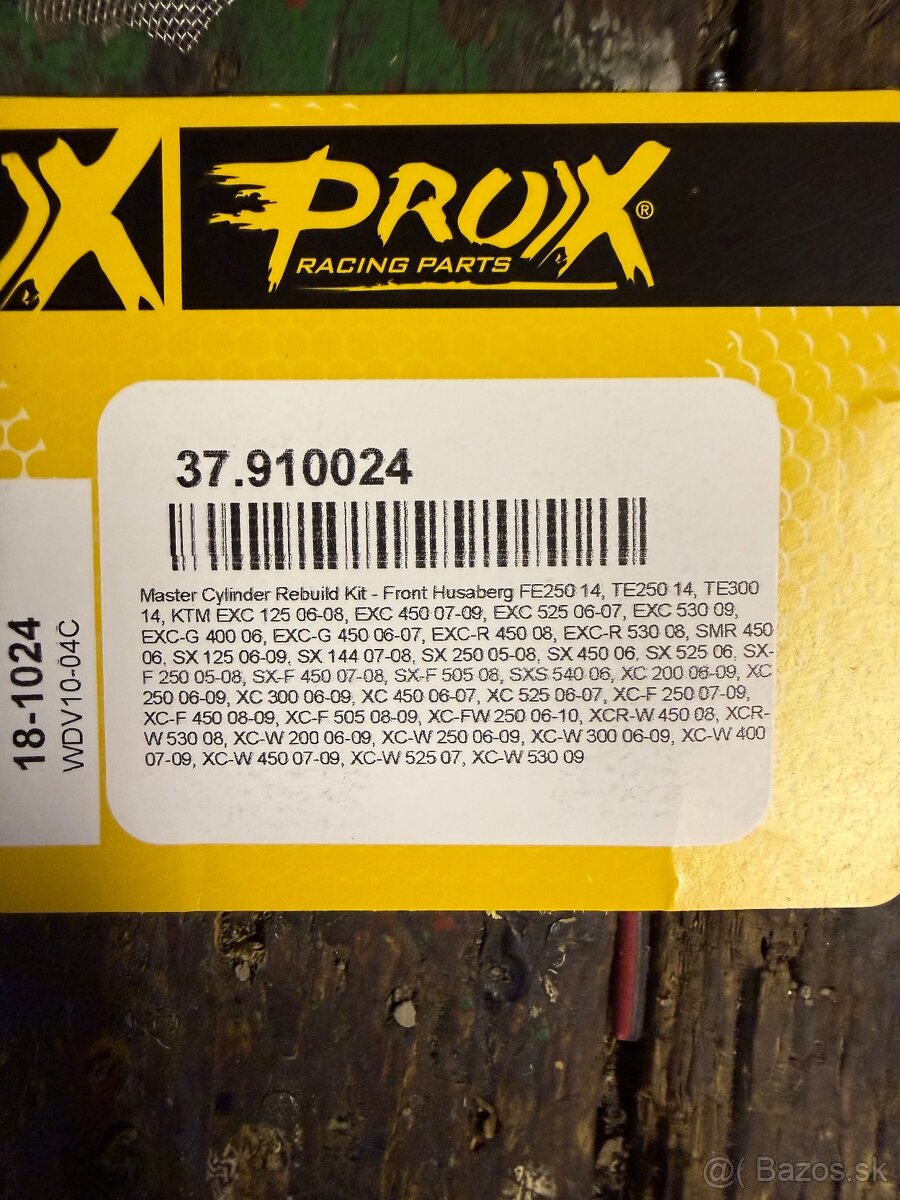 X
PROX®
RACING PARTS
37.910024
Master Cylinder Rebuild Kit - Front Husaberg FE250 14, TE250 14, TE300
14, KTM EXC 125 06-08, EXC 450 07-09, EXC 525 06-07, EXC 530 09,
EXC-G 400 06, EXC-G 450 06-07, EXC-R 450 08, EXC-R 530 08, SMR 450
06, SX 125 06-09, SX 144 07-08, SX 250 05-08, SX 450 06, SX 525 06, SX-
F 250 05-08, SX-F 450 07-08, SX-F 505 08, SXS 540 06, XC 200 06-09, XC
250 06-09, XC 300 06-09, XC 450 06-07, XC 525 06-07, XC-F 250 07-09,
XC-F 450 08-09, XC-F 505 08-09, XC-FW 250 06-10, XCR-W 450 08, XCR-
W 530 08, XC-W 200 06-09, XC-W 250 06-09, XC-W 300 06-09, XC-W 400
07-09, XC-W 450 07-09, XC-W 525 07, XC-W 530 09
18-1024
WDV10-04C
@( Bazos.sk